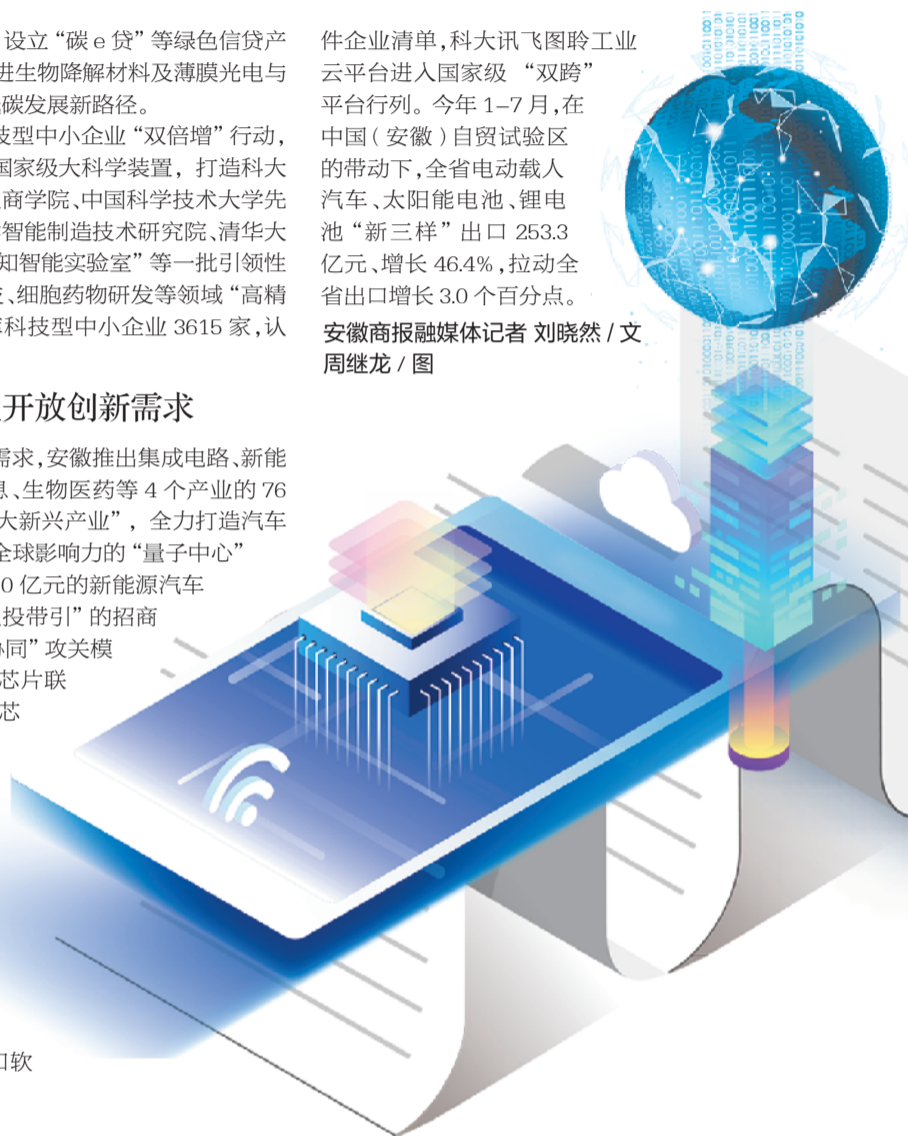 设立“碳e贷”等绿色信贷产
进生物降解材料及薄膜光电与
碳发展新路径。
技型中小企业“双倍增”行动，
国家级大科学装置，打造科大
商学院、中国科学技术大学先
智能制造技术研究院、清华大
知智能实验室”等一批引领性
、细胞药物研发等领域“高精
科技型中小企业3615家，认
开放创新需求
需求，安徽推出集成电路、新能
息、生物医药等4个产业的76
大新兴产业”，全力打造汽车
全球影响力的“量子中心”
0亿元的新能源汽车
投带引”的招商
协同”攻关模
芯片联
芯
和软
件企业清单，科大讯飞图聆工业
云平台进入国家级“双跨”
平台行列。今年1-7月，在
中国（安徽）自贸试验区
的带动下，全省电动载人
汽车、太阳能电池、锂电
池“新三样”出口253.3
亿元、增长46.4%，拉动全
省出口增长3.0个百分点。
安徽商报融媒体记者 刘晓然/文
周继龙/图